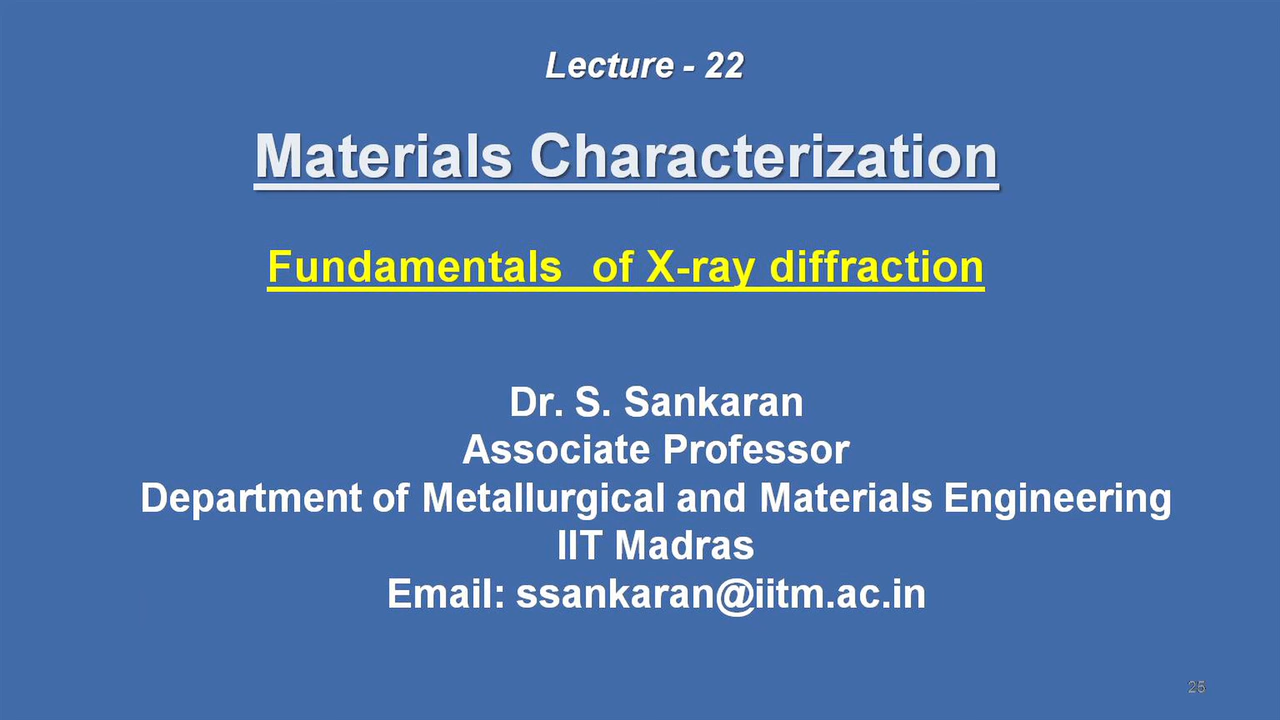 Lecture - 22
Materials Characterization
Fundamentals of X-ray diffraction
Dr. S. Sankaran
Associate Professor
Department of Metallurgical and Materials Engineering
IIT Madras
Email: ssankaran@iitm.ac.in
25